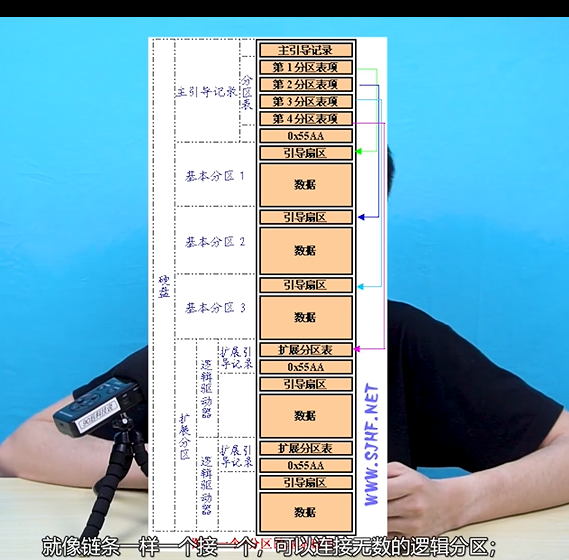 主引导记录
第1分区表项
第2分区表项
第3分区表项
第4分区表项
0x55AA
主引导记录
分区表
引导扇区
数据
基本分区1
引导扇区
数据
基本分区2
引导扇区
数据
基本分区3
硬盘
扩展分区表
0x55AA
引导扇区
数据
扩展引导记录
逻辑驱动器
扩展分区
扩展分区表
0x55AA
引导扇区
数据
扩展引导记录
逻辑驱动器
WWW.SJHF.NET
就像链条一样一个接一个，可以连接无数的逻辑分区；